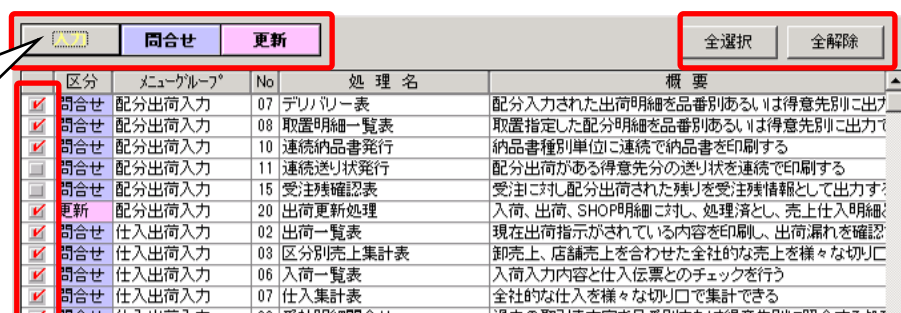 入力 問合せ 更新 全選択 全解除
区分 メニューグループ No 処 理 名 概 要
問合せ 配分出荷入力 07 デリバリー表 配分入力された出荷明細を品番別あるいは得意先別に出力
問合せ 配分出荷入力 08 取置明細一覧表 取置指定した配分明細を品番別あるいは得意先別に出力で
問合せ 配分出荷入力 10 連続納品書発行 納品書種別単位に連続で納品書を印刷する
問合せ 配分出荷入力 11 連続送り状発行 配分出荷がある得意先分の送り状を連続で印刷する
問合せ 配分出荷入力 15 受注残確認表 受注に対し配分出荷された残りを受注残情報として出力す
更新 配分出荷入力 20 出荷更新処理 入荷、出荷、SHOP明細に対し、処理済とし、売上仕入明細
問合せ 仕入出荷入力 02 出荷一覧表 現在出荷指示がされている内容を印刷し、出荷漏れを確認
問合せ 仕入出荷入力 03 区分別売上集計表 卸売上、店舗売上を合わせた全社的な売上を様々な切り口
問合せ 仕入出荷入力 06 入荷一覧表 入荷入力内容と仕入伝票とのチェックを行う
問合せ 仕入出荷入力 07 仕入集計表 全社的な仕入を様々な切り口で集計できる